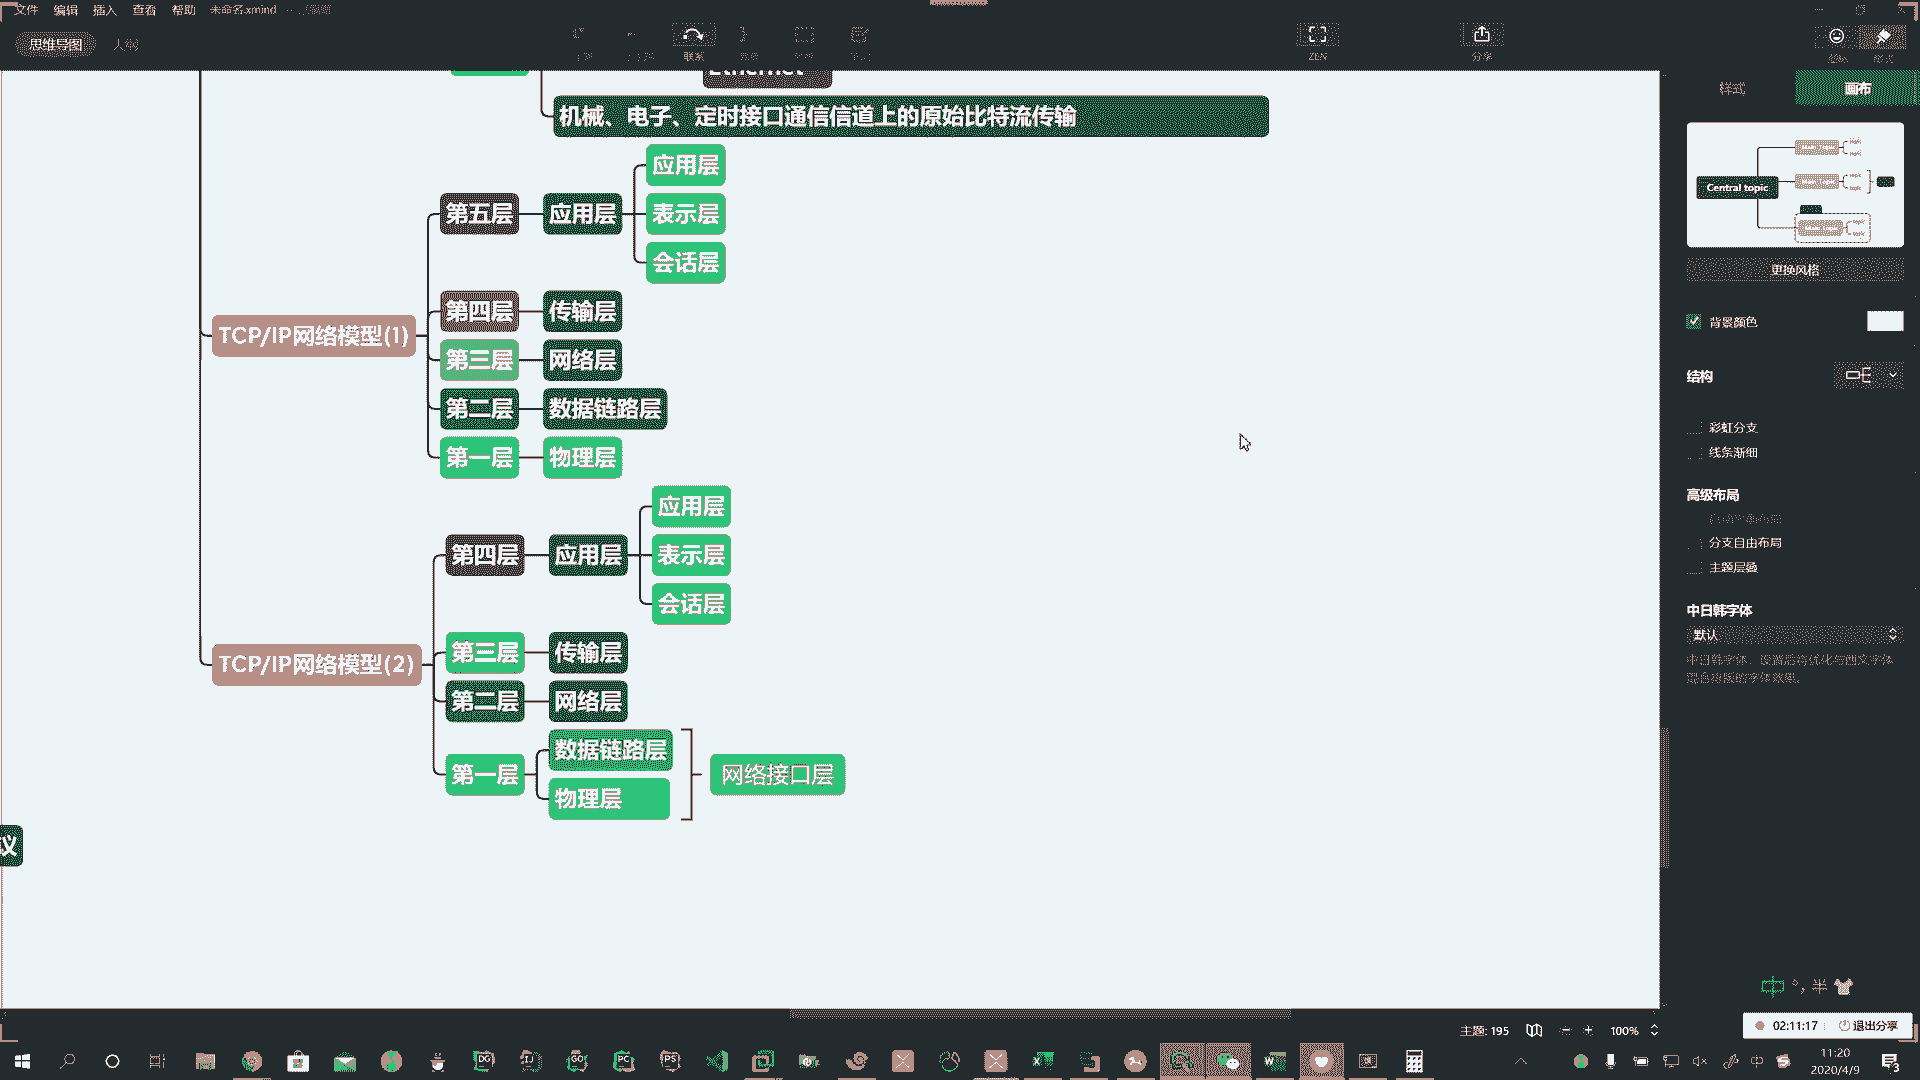 文件 编辑 插入 查看 帮助 未命名.xmind
思维导图 大纲
联系 ZEN 分享
样式 画布
Ethernet
机械、电子、定时接口通信信道上的原始比特流传输
TCP/IP网络模型(1)
第五层 应用层
应用层
表示层
会话层
第四层 传输层
第三层 网络层
第二层 数据链路层
第一层 物理层
TCP/IP网络模型(2)
第四层 应用层
应用层
表示层
会话层
第三层 传输层
第二层 网络层
第一层
数据链路层
物理层
网络接口层
议
Central topic
更换风格
背景颜色
结构
彩虹分支
线条渐细
高级布局
分支自由布局
主题层叠
中日韩字体
默认
半
主题: 195 100%
02:11:17 退出分享
DG IJ GO PC PS
中
11:20
2020/4/9
3